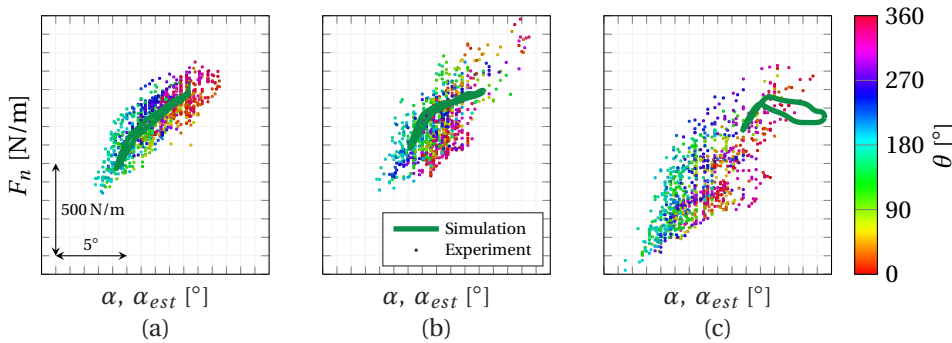 F_n [N/m]
500 N/m
5°
α, α_est [°]
(a)
Simulation
Experiment
α, α_est [°]
(b)
α, α_est [°]
(c)
360
270
180
90
0
θ [°]